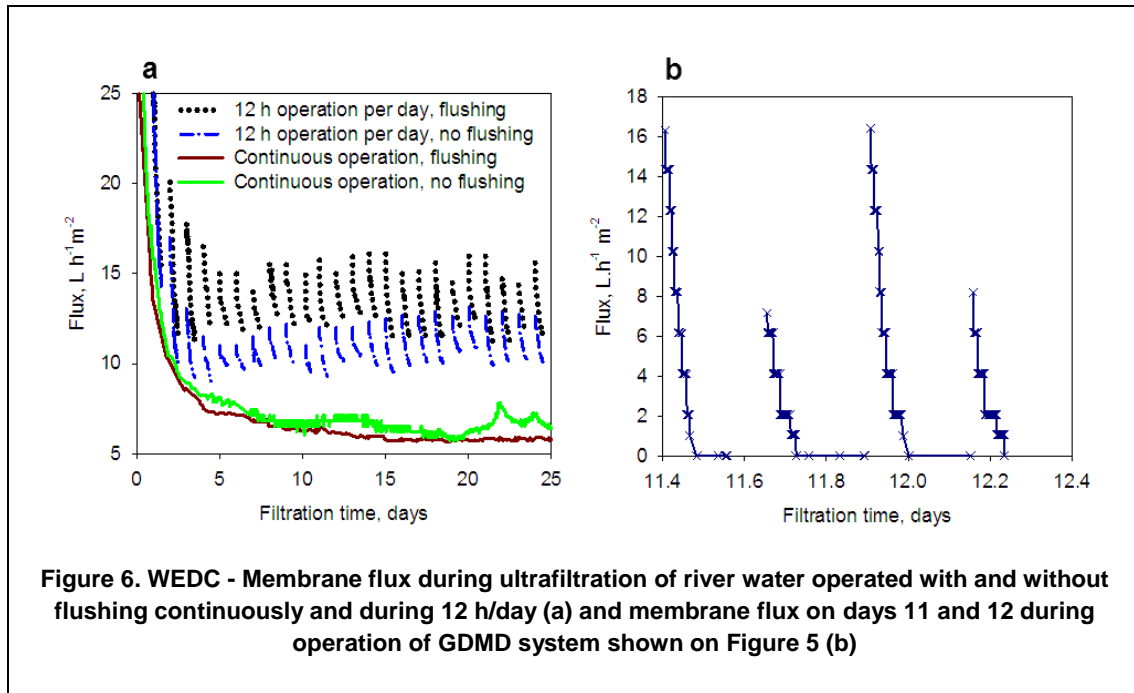 a
25
20
15
10
5
0
5
10
15
20
25
Flux, L h-1 m-2
Filtration time, days
12 h operation per day, flushing
12 h operation per day, no flushing
Continuous operation, flushing
Continuous operation, no flushing
b
18
16
14
12
10
8
6
4
2
0
11.4
11.6
11.8
12.0
12.2
12.4
Flux, L.h-1 m-2
Filtration time, days
Figure 6. WEDC - Membrane flux during ultrafiltration of river water operated with and without
flushing continuously and during 12 h/day (a) and membrane flux on days 11 and 12 during
operation of GDMD system shown on Figure 5 (b)